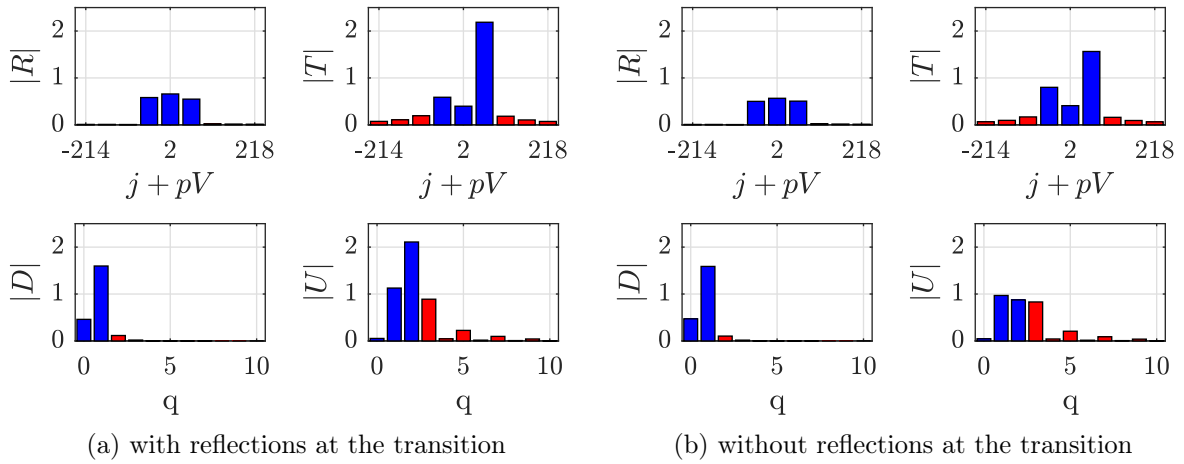 2 2 2 2
|R| |T| |R| |T|
1 1 1 1
0 0 0 0
-214 2 218 -214 2 218 -214 2 218 -214 2 218
j + pV j + pV j + pV j + pV
2 2 2 2
|D| |U| |D| |U|
1 1 1 1
0 0 0 0
0 5 10 0 5 10 0 5 10 0 5 10
q q q q
(a) with reflections at the transition (b) without reflections at the transition